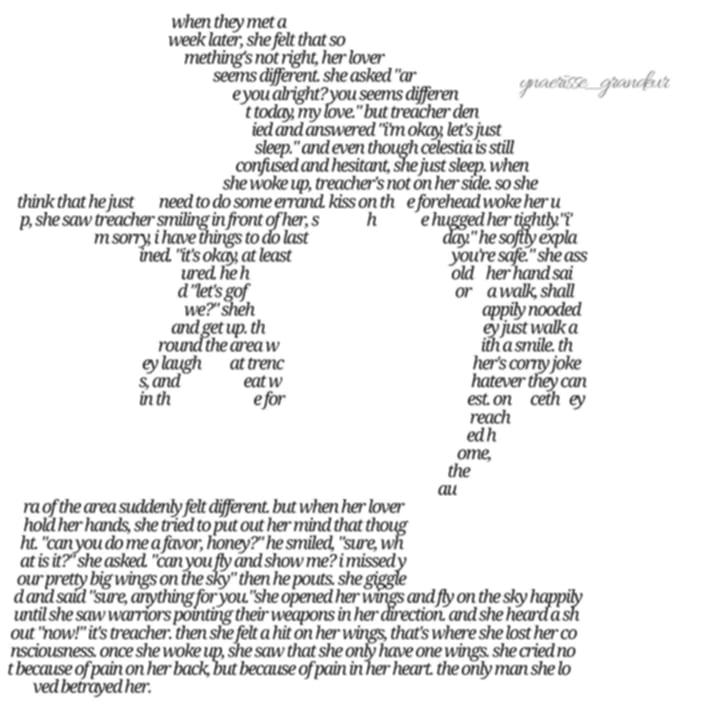 when they met a
week later, she felt that so
mething's not right, her lover
seems different. she asked "ar
e you alright? you seems differen
t today, my love." but treacher den
ied and answered "i'm okay, let's just
sleep." and even though celestia is still
confused and hesitant, she just sleep. when
she woke up, treacher's not on her side. so she
think that he just need to do some errand. kiss on th e forehead woke her u
p, she saw treacher smiling in front of her, s h e hugged her tightly. "i'
m sorry, i have things to do last day." he softly expla
ined. "it's okay, at least you're safe." she ass
ured. he h old her hand sai
d "let's gof or a walk, shall
we?" sheh appily nooded
and get up. th ey just walk a
round the area w ith a smile. th
ey laugh at trenc her's corny joke
s, and eat w hatever they can
in th e for est. on ceth ey
reach
ed h
ome,
the
au
ra of the area suddenly felt different. but when her lover
hold her hands, she tried to put out her mind that thoug
ht. "can you do me a favor, honey?" he smiled, "sure, wh
at is it?" she asked. "can you fly and show me? i missed y
our pretty big wings on the sky" then he pouts. she giggle
d and said "sure, anything for you."she opened her wings and fly on the sky happily
until she saw warriors pointing their weapons in her direction. and she heard a sh
out "now!" it's treacher. then she felt a hit on her wings, that's where she lost her co
nsciousness. once she woke up, she saw that she only have one wings. she cried no
t because of pain on her back, but because of pain in her heart. the only man she lo
ved betrayed her.
ynaerisse_grandeur